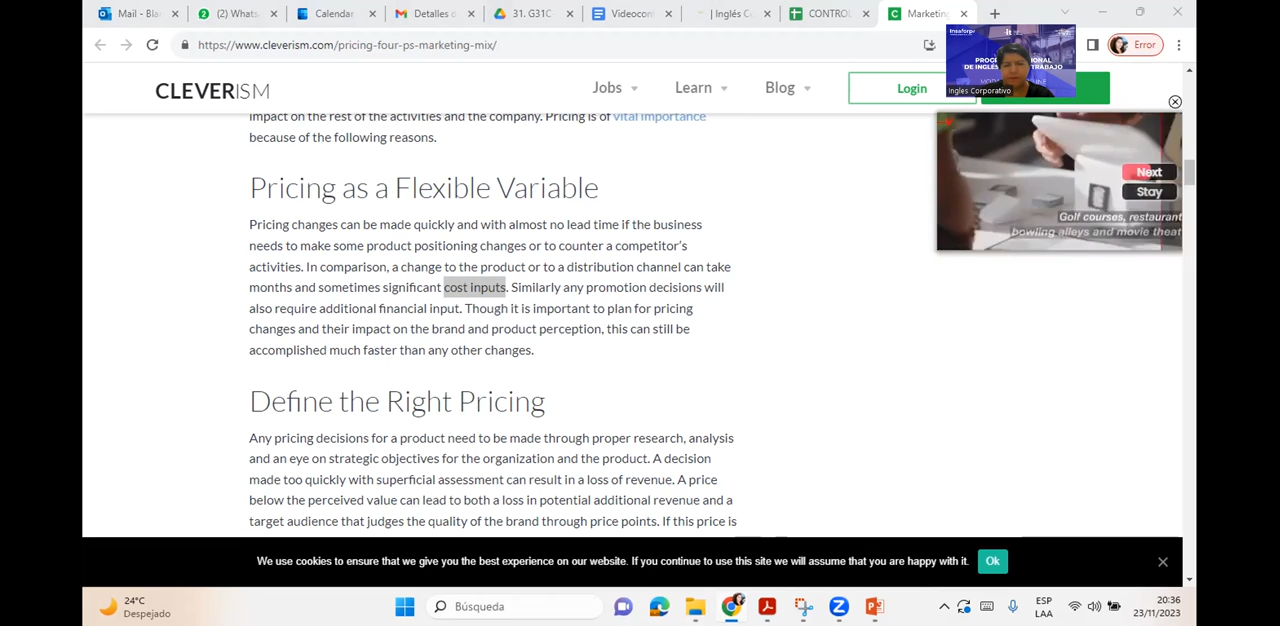 Mail - Bla
(2) Whats
Calendar
Detalles d
31. G31C
Videocon
| Inglés C
CONTROL
Marketing
https://www.cleverism.com/pricing-four-ps-marketing-mix/
Error
Ingles Corporativo
CLEVERISM
Jobs
Learn
Blog
Login
impact on the rest of the activities and the company. Pricing is of vital importance
because of the following reasons.
Next
Stay
Golf courses, restaurant
bowling alleys and movie theat
Pricing as a Flexible Variable
Pricing changes can be made quickly and with almost no lead time if the business
needs to make some product positioning changes or to counter a competitor's
activities. In comparison, a change to the product or to a distribution channel can take
months and sometimes significant cost inputs. Similarly any promotion decisions will
also require additional financial input. Though it is important to plan for pricing
changes and their impact on the brand and product perception, this can still be
accomplished much faster than any other changes.
Define the Right Pricing
Any pricing decisions for a product need to be made through proper research, analysis
and an eye on strategic objectives for the organization and the product. A decision
made too quickly with superficial assessment can result in a loss of revenue. A price
below the perceived value can lead to both a loss in potential additional revenue and a
target audience that judges the quality of the brand through price points. If this price is
We use cookies to ensure that we give you the best experience on our website. If you continue to use this site we will assume that you are happy with it.
Ok
24°C
Despejado
Búsqueda
ESP
LAA
20:36
23/11/2023